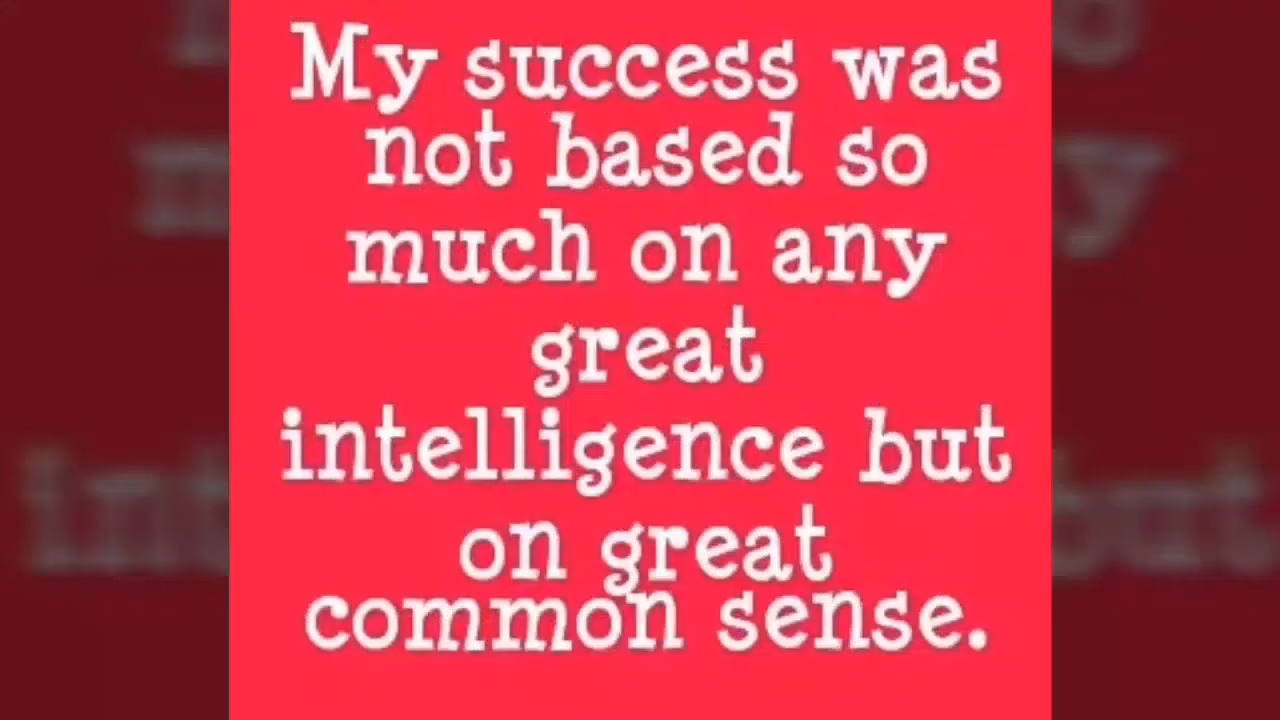 My success was
not based so
much on any
great
intelligence but
on great
common sense.